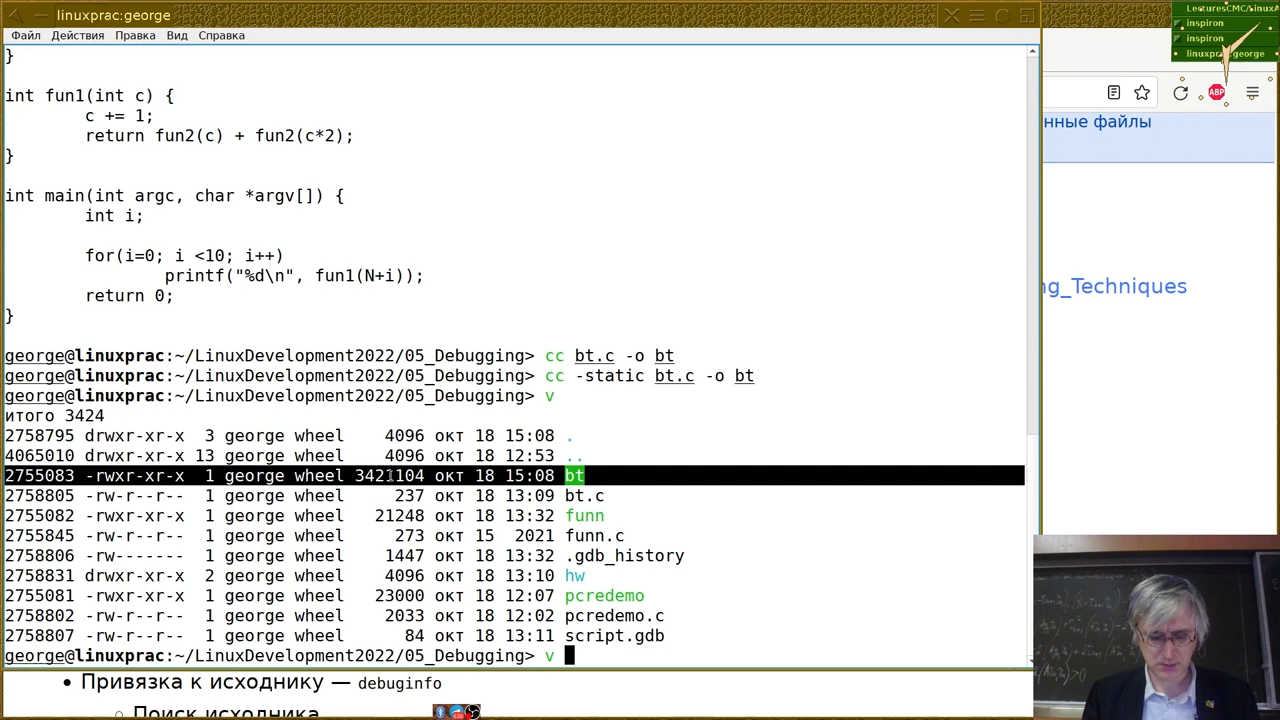 linuxprac:george
Файл Действия Правка Вид Справка
}
int fun1(int c) {
c += 1;
return fun2(c) + fun2(c*2);
}
int main(int argc, char *argv[]) {
int i;
for(i=0; i <10; i++)
printf("%d\n", fun1(N+i));
return 0;
}
george@linuxprac:~/LinuxDevelopment2022/05_Debugging> cc bt.c -o bt
george@linuxprac:~/LinuxDevelopment2022/05_Debugging> cc -static bt.c -o bt
george@linuxprac:~/LinuxDevelopment2022/05_Debugging> v
итого 3424
2758795 drwxr-xr-x 3 george wheel 4096 окт 18 15:08 .
4065010 drwxr-xr-x 13 george wheel 4096 окт 18 12:53 ..
2755083 -rwxr-xr-x 1 george wheel 3421104 окт 18 15:08 bt
2758805 -rw-r--r-- 1 george wheel 237 окт 18 13:09 bt.c
2755082 -rwxr-xr-x 1 george wheel 21248 окт 18 13:32 funn
2755845 -rw-r--r-- 1 george wheel 273 окт 15 2021 funn.c
2758806 -rw------- 1 george wheel 1447 окт 18 13:32 .gdb_history
2758831 drwxr-xr-x 2 george wheel 4096 окт 18 13:10 hw
2755081 -rwxr-xr-x 1 george wheel 23000 окт 18 12:07 pcredemo
2758802 -rw-r--r-- 1 george wheel 2033 окт 18 12:02 pcredemo.c
2758807 -rw-r--r-- 1 george wheel 84 окт 18 13:11 script.gdb
george@linuxprac:~/LinuxDevelopment2022/05_Debugging> v
• Привязка к исходнику — debuginfo
Поиск исходника
LecturesCMC/LinuxA
inspiron
inspiron
linuxprac:george
ABP
нные файлы
ng_Techniques